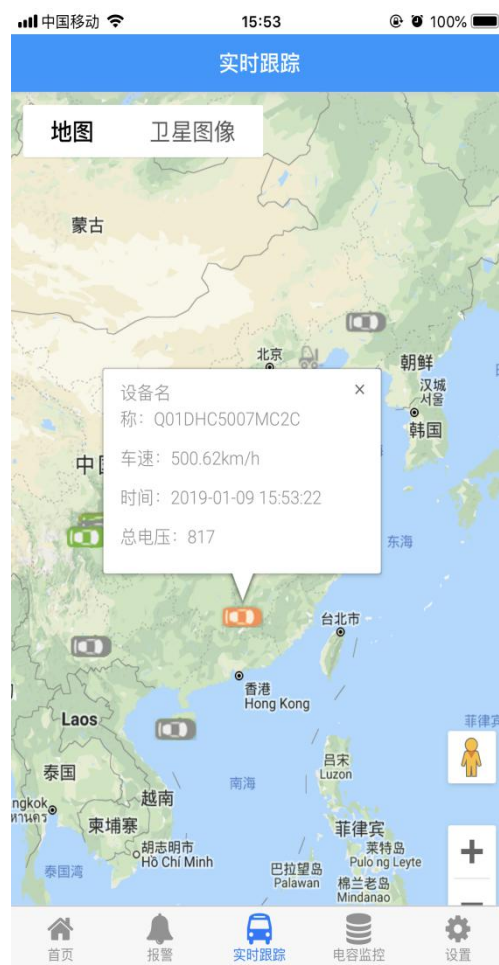 中国移动 15:53 100%
实时跟踪
地图 卫星图像
蒙古
北京
朝鲜
汉城
서울
韩国
设备名 ×
称：Q01DHC5007MC2C
车速：500.62km/h
时间：2019-01-09 15:53:22
总电压：817
中
东海
台北市
香港
Hong Kong
菲律宾
Laos
吕宋
Luzon
泰国
南海
ngkok
越南
柬埔寨
菲律宾
胡志明市
Hồ Chí Minh
莱特岛
Pulo ng Leyte
+
泰国湾
巴拉望岛
Palawan
棉兰老岛
Mindanao
首页 报警 实时跟踪 电容监控 设置